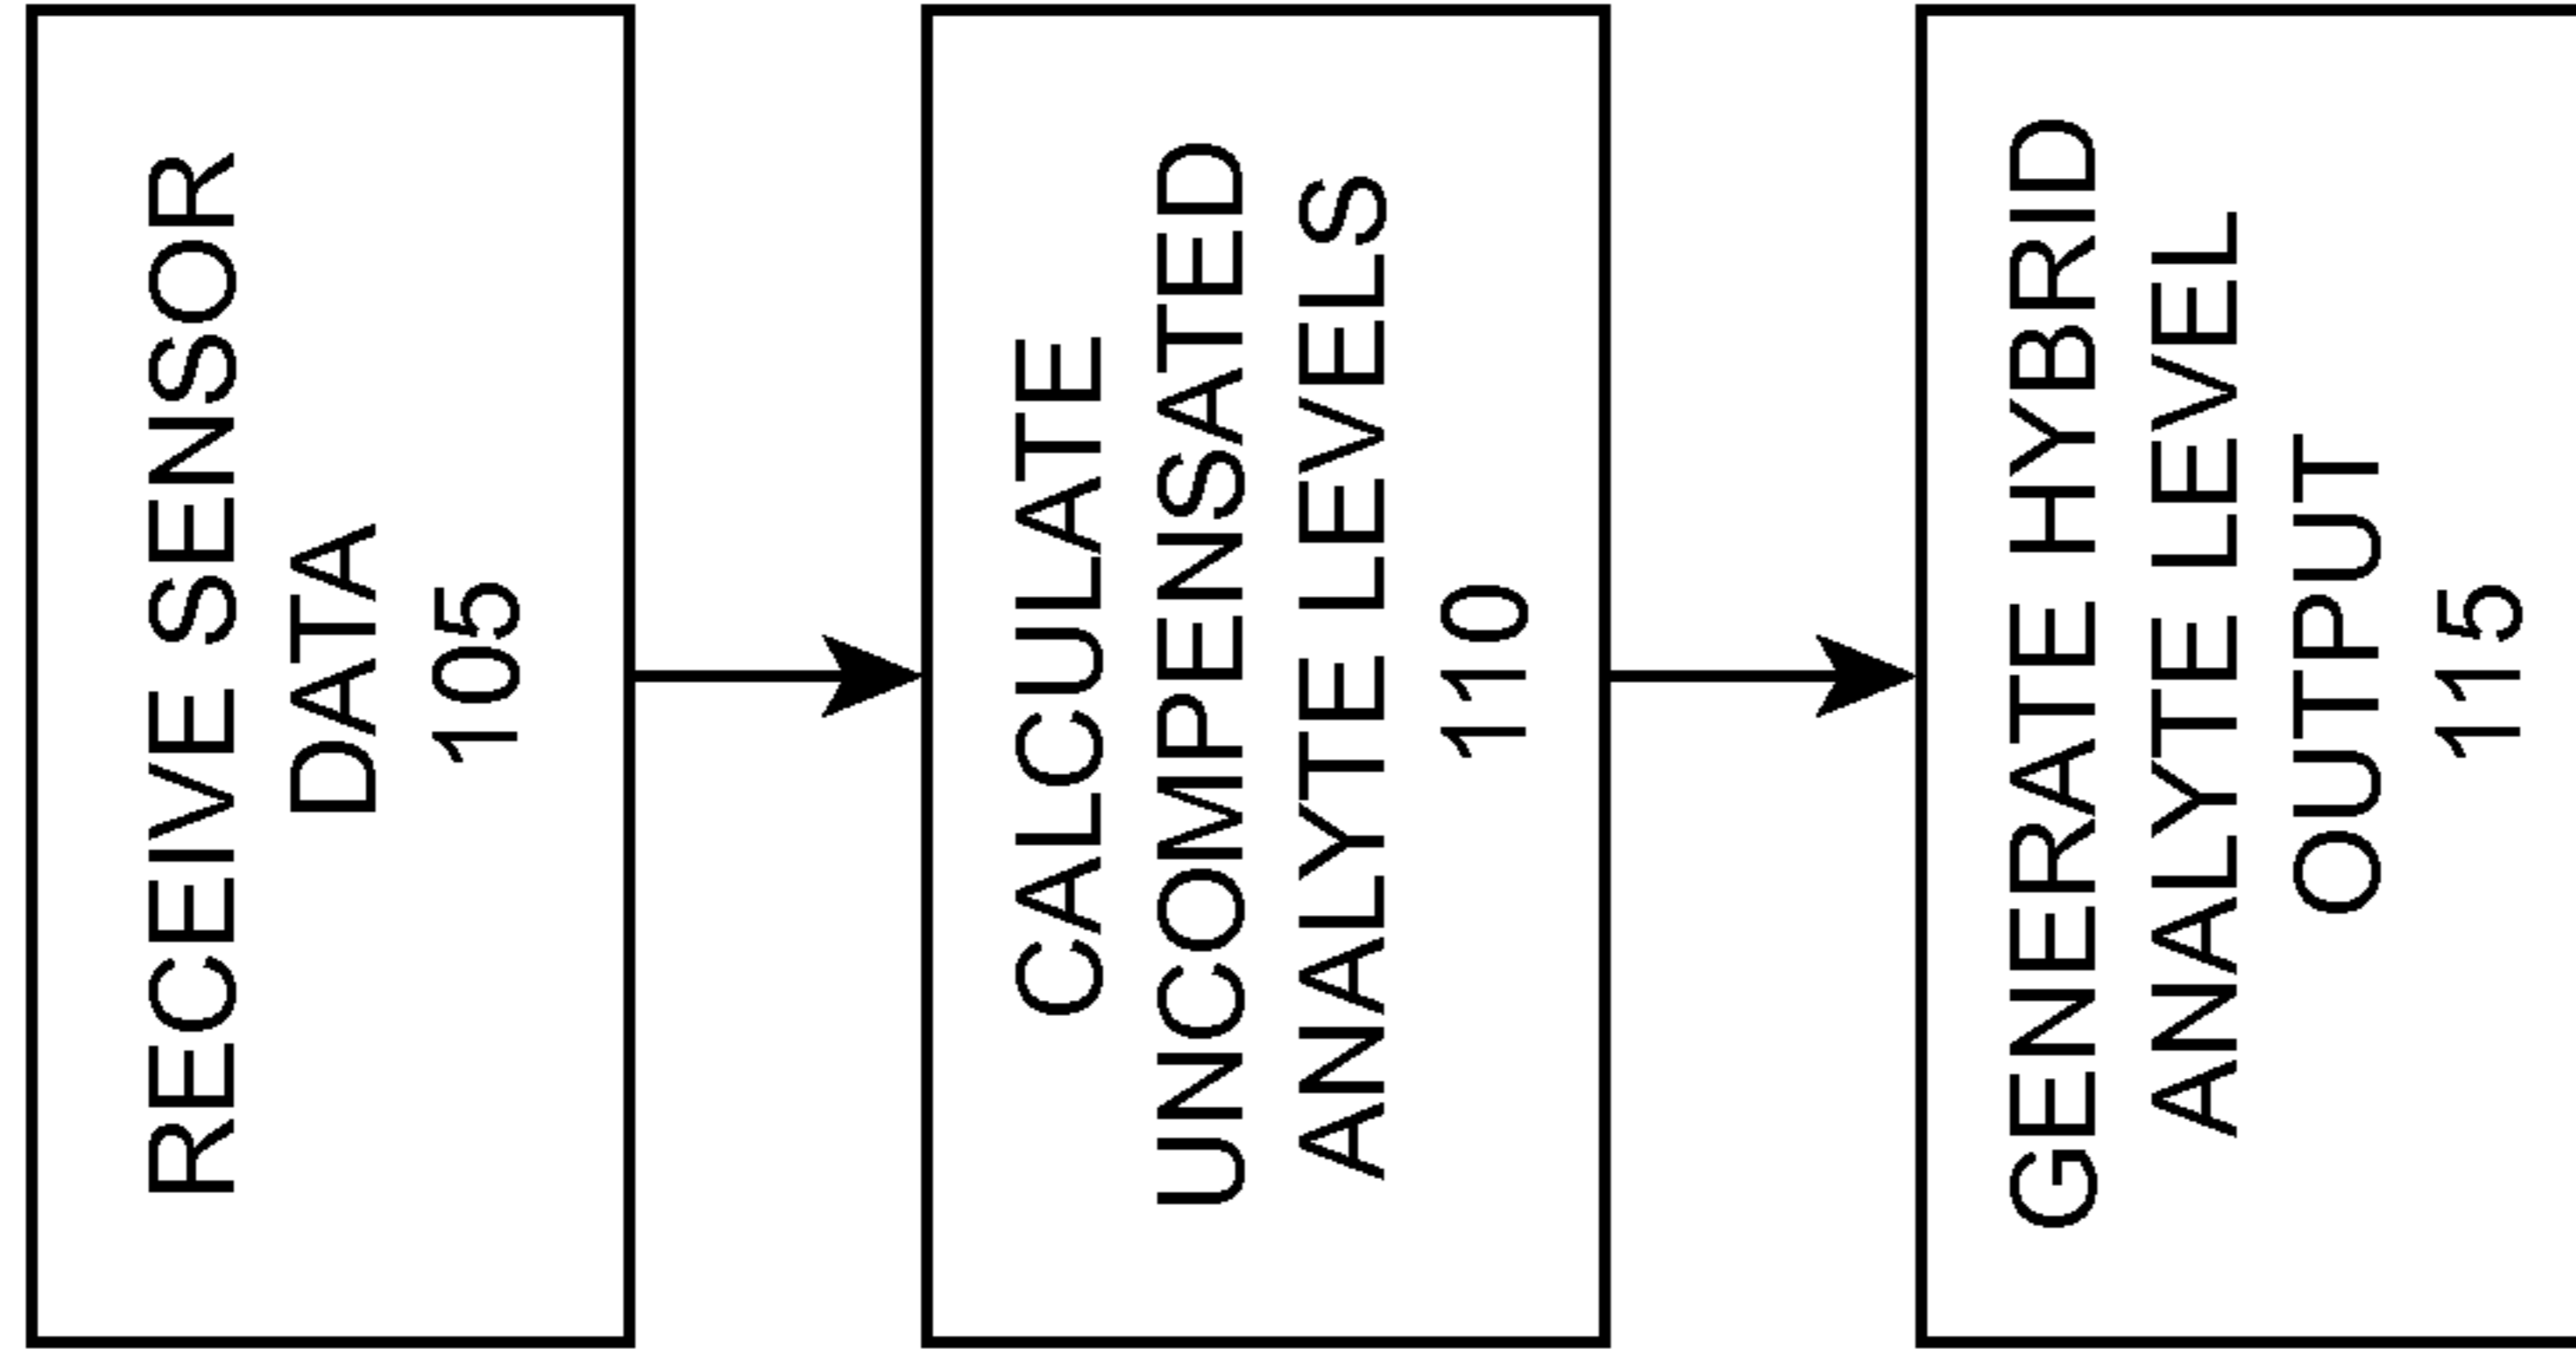 RECEIVE SENSOR
DATA
105
CALCULATE
UNCOMPENSATED
ANALYTE LEVELS
110
GENERATE HYBRID
ANALYTE LEVEL
OUTPUT
115